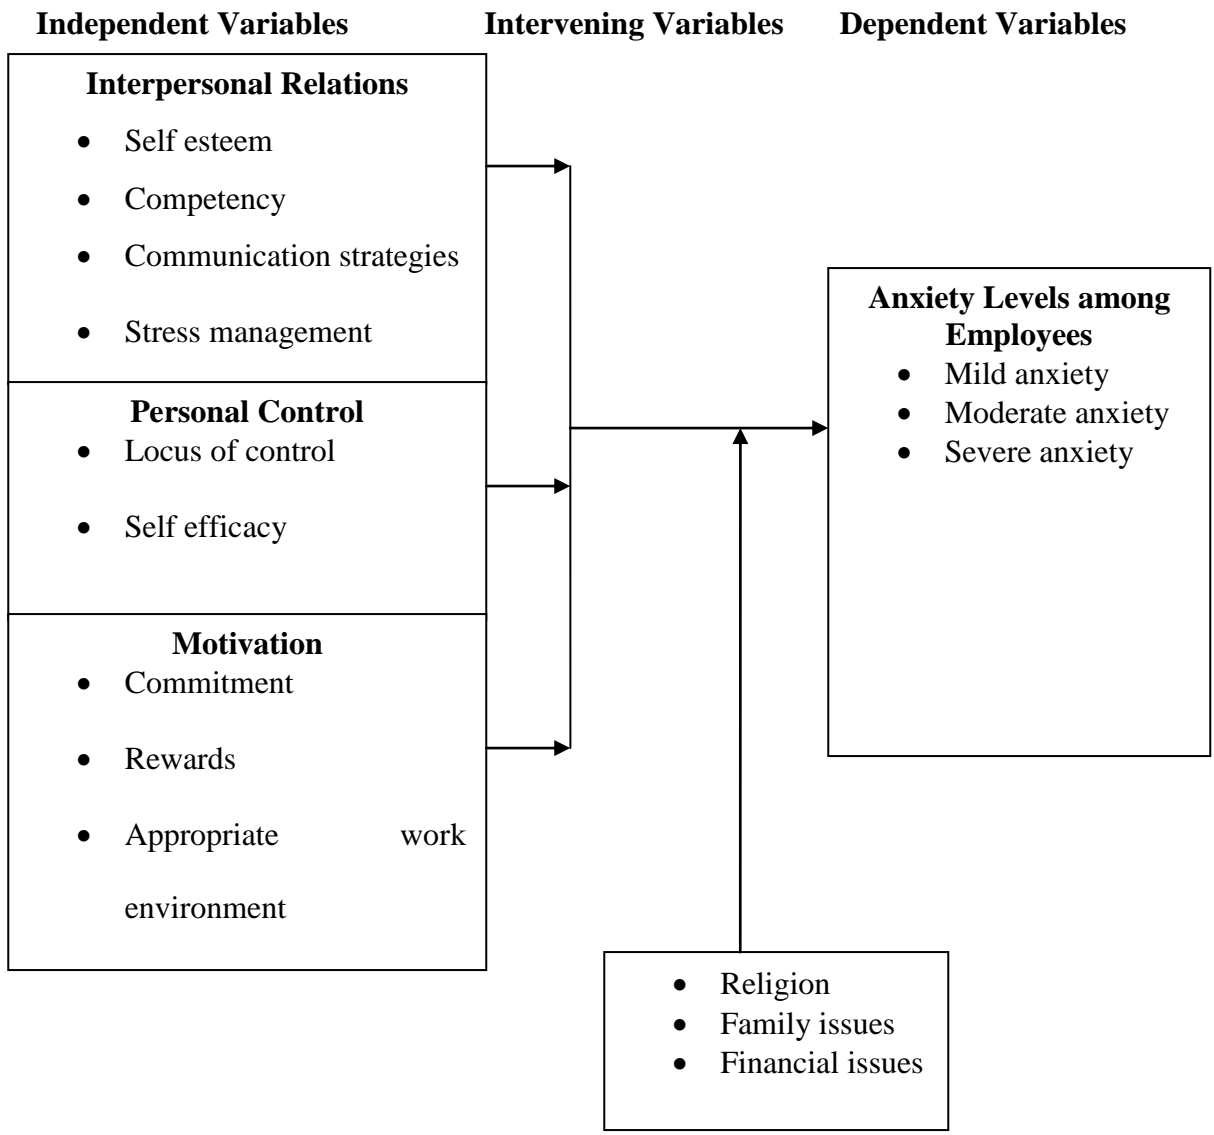 Independent Variables
Intervening Variables
Dependent Variables
Interpersonal Relations
• Self esteem
• Competency
• Communication strategies
• Stress management
Personal Control
• Locus of control
• Self efficacy
Motivation
• Commitment
• Rewards
• Appropriate work
environment
Anxiety Levels among
Employees
• Mild anxiety
• Moderate anxiety
• Severe anxiety
• Religion
• Family issues
• Financial issues